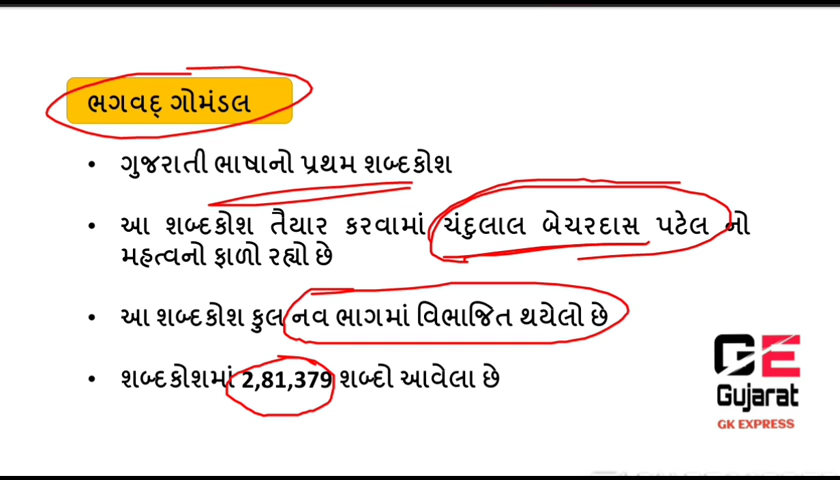 ભગવદ્ ગોમંડલ
• ગુજરાતી ભાષાનો પ્રથમ શબ્દકોશ
• આ શબ્દકોશ તૈયાર કરવામાં ચંદુલાલ બેચરદાસ પટેલ નો
મહત્વનો ફાળો રહ્યો છે
• આ શબ્દકોશ કુલ નવ ભાગમાં વિભાજિત થયેલો છે
• શબ્દકોશમાં 2,81,379 શબ્દો આવેલા છે
GE
Gujarat
GK EXPRESS